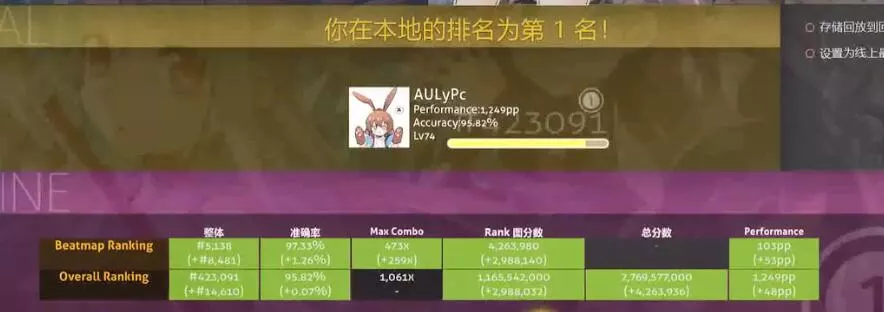 你在本地的排名为第 1 名!
存储回放到回
设置为线上最
AULyPc
Performance:1,249pp
Accuracy:95.82%
Lv74
#423091
1
INE
整体 准确率 Max Combo Rank 图分数 总分数 Performance
Beatmap Ranking #5,138 97.33% 473x 4,263,980 - 103pp
(+#8,481) (+1.26%) (+259x) (+2,988,140) (+53pp)
Overall Ranking #423,091 95.82% 1,061x 1,165,542,000 2,769,577,000 1,249pp
(+#14,610) (+0.07%) - (+2,988,032) (+4,263,936) (+48pp)